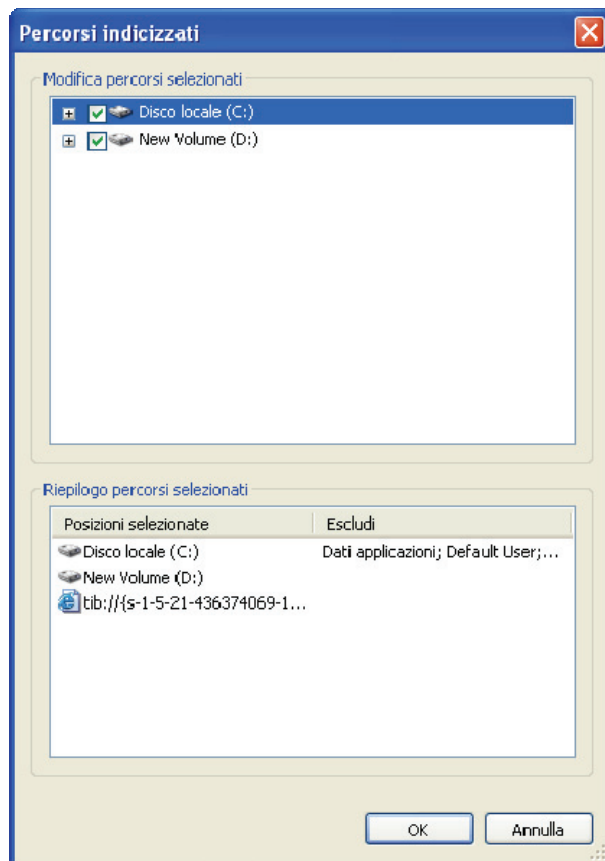 Percorsi indicizzati
Modifica percorsi selezionati
Disco locale (C:)
New Volume (D:)
Riepilogo percorsi selezionati
Posizioni selezionate Escludi
Disco locale (C:) Dati applicazioni; Default User;...
New Volume (D:)
tib://{s-1-5-21-436374069-1...
OK Annulla